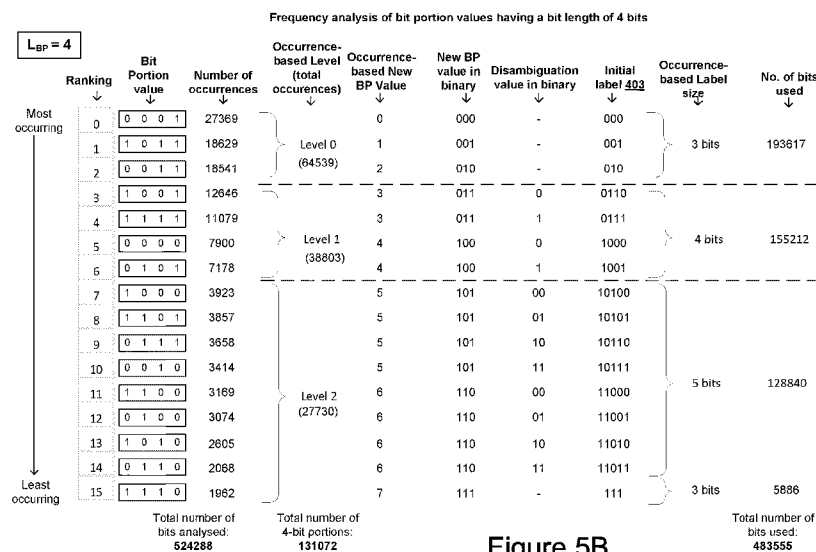 Frequency analysis of bit portion values having a bit length of 4 bits
LBP = 4
Ranking Bit Portion value Number of occurrences Occurrence-based Level (total occurences) Occurrence-based New BP Value New BP value in binary Disambiguation value in binary Initial label 403 Occurrence-based Label size No. of bits used
Most occurring
0 0 0 0 1 27369 0 000 - 000
1 1 0 1 1 18629 Level 0 1 001 - 001 3 bits 193617
2 0 0 1 1 18541 (64539) 2 010 - 010
3 1 0 0 1 12646 3 011 0 0110
4 1 1 1 1 11079 3 011 1 0111
5 0 0 0 0 7900 Level 1 4 100 0 1000 4 bits 155212
6 0 1 0 1 7178 (38803) 4 100 1 1001
7 1 0 0 0 3923 5 101 00 10100
8 1 1 0 1 3857 5 101 01 10101
9 0 1 1 1 3658 5 101 10 10110
10 0 0 1 0 3414 5 101 11 10111
11 1 1 0 0 3169 Level 2 6 110 00 11000 5 bits 128840
12 0 1 0 0 3074 (27730) 6 110 01 11001
13 1 0 1 0 2605 6 110 10 11010
14 0 1 1 0 2068 6 110 11 11011
15 1 1 1 0 1962 7 111 - 111 3 bits 5886
Least occurring
Total number of bits analysed: 524288
Total number of 4-bit portions: 131072
Figure 5B
Total number of bits used: 483555